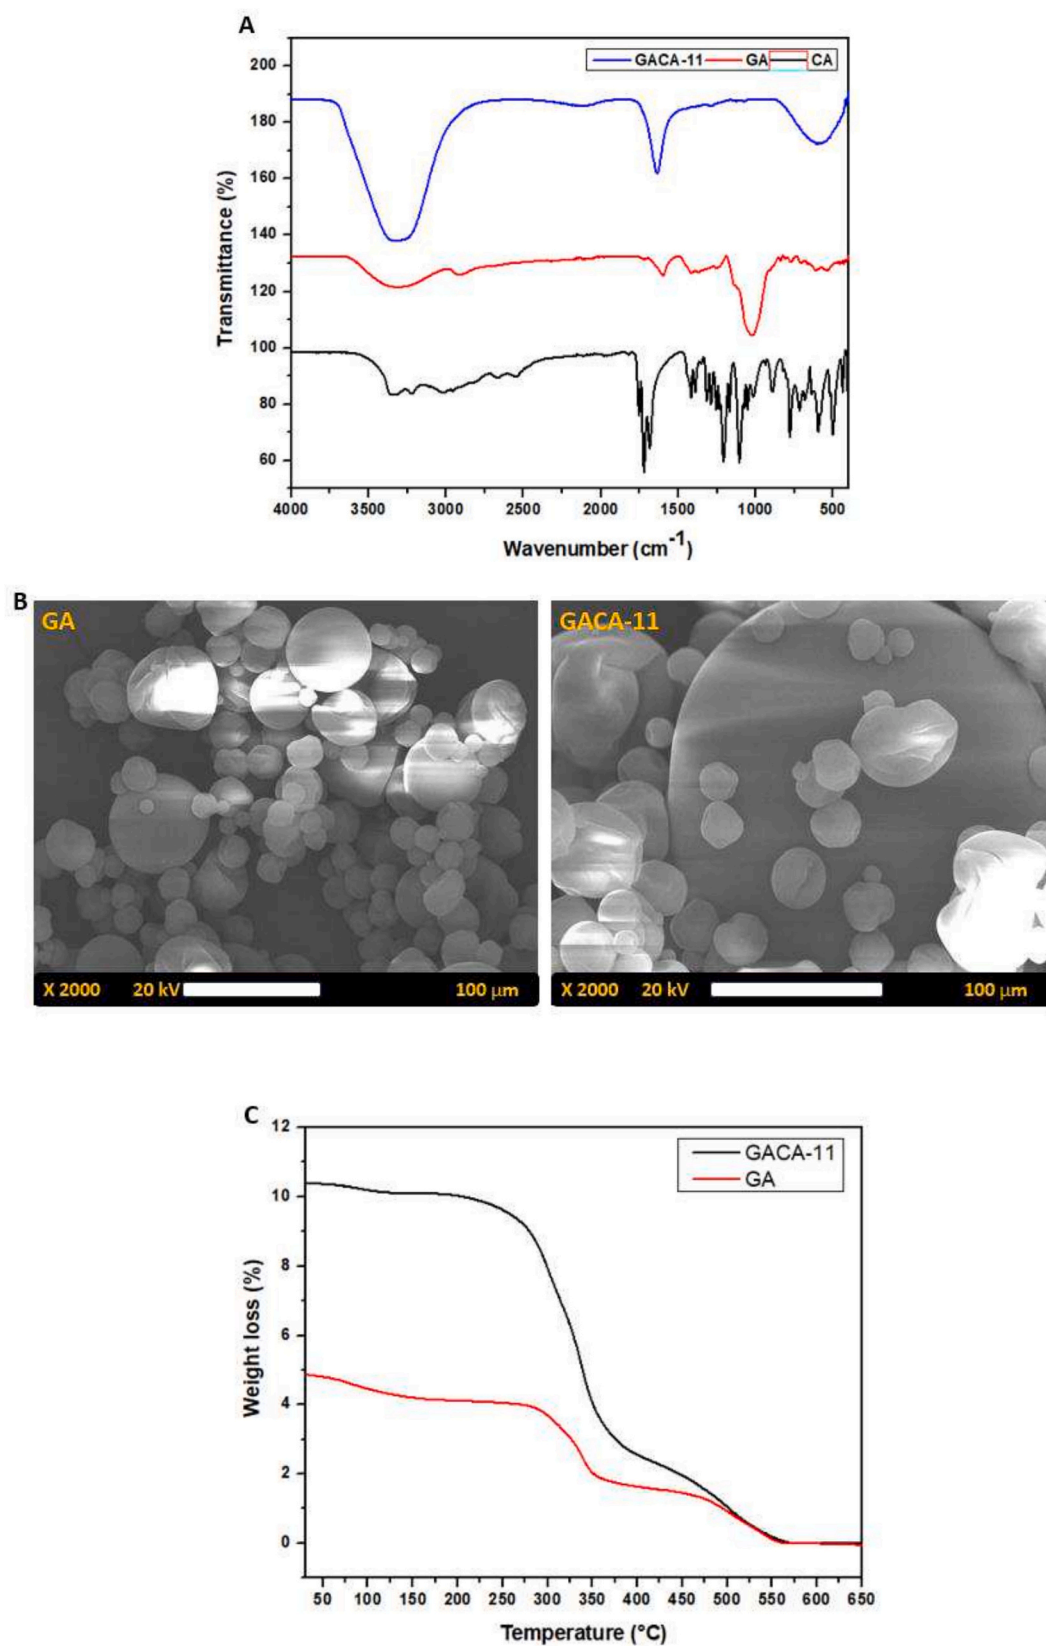 A
GACA-11 GA CA
200
180
160
140
120
100
80
60
Transmittance (%)
4000 3500 3000 2500 2000 1500 1000 500
Wavenumber (cm-1)
B
GA
GACA-11
X 2000 20 kV 100 µm
X 2000 20 kV 100 µm
C
12
10
8
6
4
2
0
Weight loss (%)
GACA-11
GA
50 100 150 200 250 300 350 400 450 500 550 600 650
Temperature (°C)